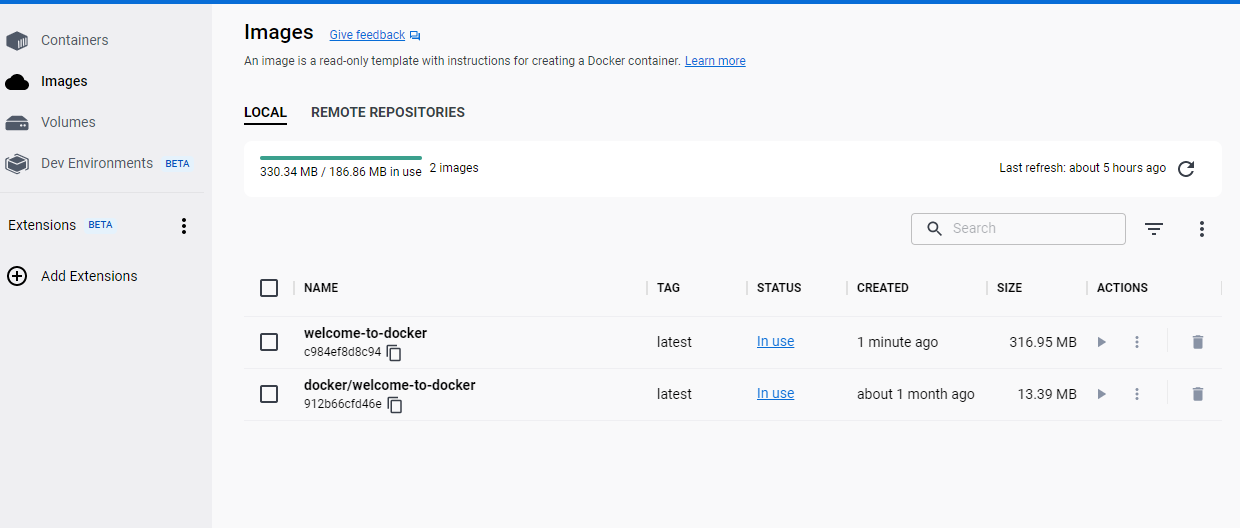 Containers
Images
Volumes
Dev Environments BETA
Extensions BETA
Add Extensions
Images Give feedback
An image is a read-only template with instructions for creating a Docker container. Learn more
LOCAL REMOTE REPOSITORIES
330.34 MB / 186.86 MB in use 2 images Last refresh: about 5 hours ago
Search
NAME TAG STATUS CREATED SIZE ACTIONS
welcome-to-docker
c984ef8d8c94 latest In use 1 minute ago 316.95 MB
docker/welcome-to-docker
912b66cfd46e latest In use about 1 month ago 13.39 MB